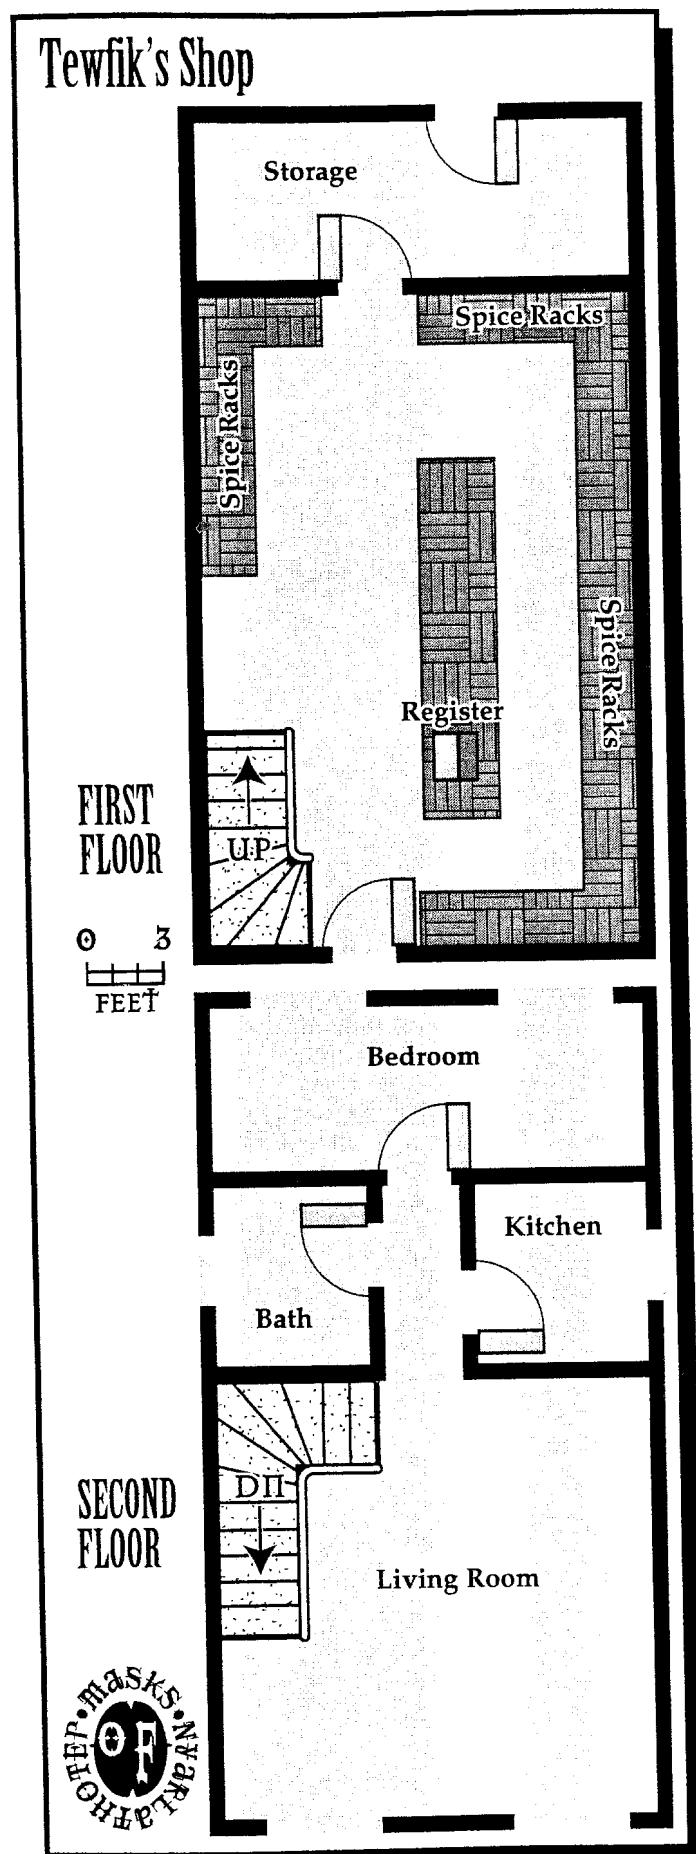 Tewfik's Shop
Storage
Spice Racks
Spice Racks
Spice Racks
Register
UP
FIRST
FLOOR
0 3
FEET
Bedroom
Kitchen
Bath
DN
SECOND
FLOOR
Living Room
MASKS OF NYARLATHOTEP